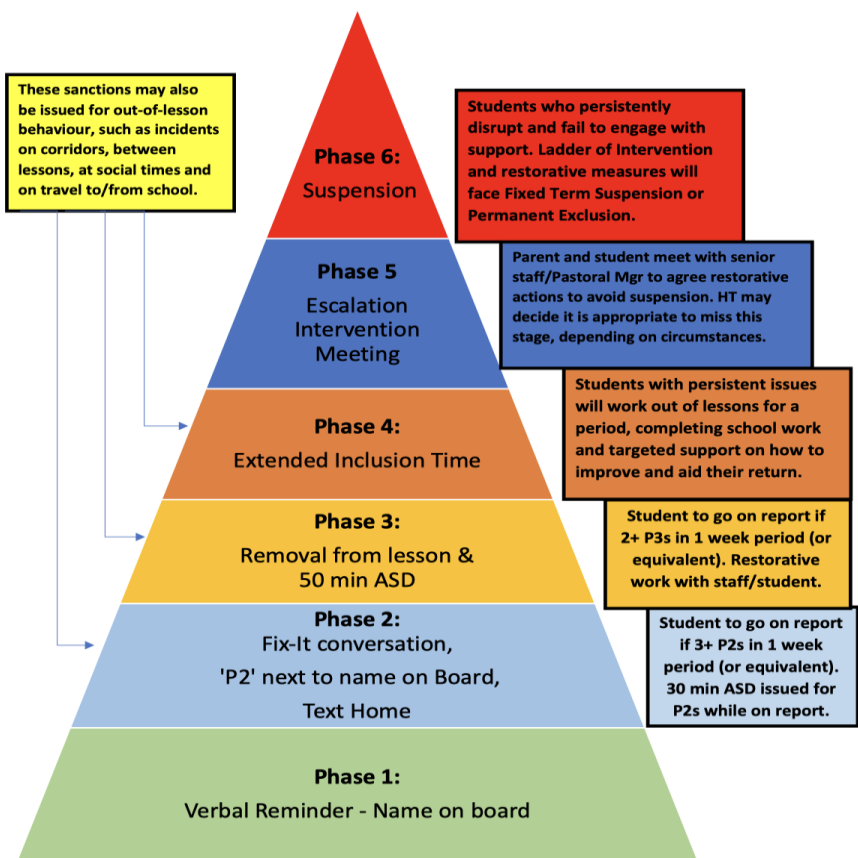 These sanctions may also
be issued for out-of-lesson
behaviour, such as incidents
on corridors, between
lessons, at social times and
on travel to/from school.
Phase 6:
Suspension
Students who persistently
disrupt and fail to engage with
support. Ladder of Intervention
and restorative measures will
face Fixed Term Suspension or
Permanent Exclusion.
Phase 5
Escalation
Intervention
Meeting
Parent and student meet with senior
staff/Pastoral Mgr to agree restorative
actions to avoid suspension. HT may
decide it is appropriate to miss this
stage, depending on circumstances.
Phase 4:
Extended Inclusion Time
Students with persistent issues
will work out of lessons for a
period, completing school work
and targeted support on how to
improve and aid their return.
Phase 3:
Removal from lesson &
50 min ASD
Student to go on report if
2+ P3s in 1 week period (or
equivalent). Restorative
work with staff/student.
Phase 2:
Fix-It conversation,
'P2' next to name on Board,
Text Home
Student to go on report
if 3+ P2s in 1 week
period (or equivalent).
30 min ASD issued for
P2s while on report.
Phase 1:
Verbal Reminder - Name on board